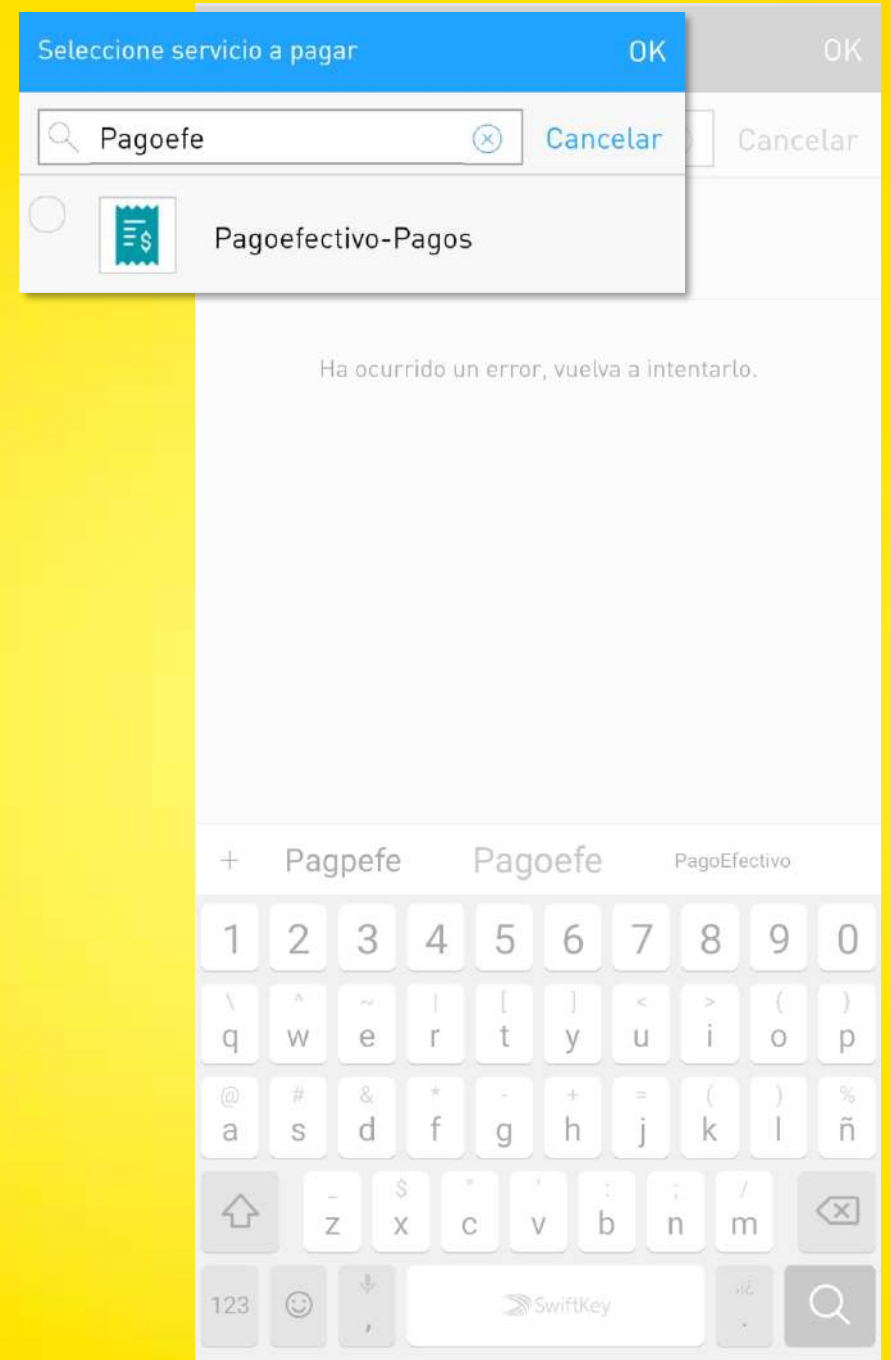 Seleccione servicio a pagar OK
OK
Pagoefe Cancelar
Cancelar
$
Pagoefectivo-Pagos
Ha ocurrido un error, vuelva a intentarlo.
+ Pagpefe Pagoefe PagoEfectivo
1 2 3 4 5 6 7 8 9 0
\ ^ ~ | [ ] < > { }
q w e r t y u i o p
@ # & * - + = ( ) %
a s d f g h j k l ñ
_ $ " ' : ; /
z x c v b n m
123 , SwiftKey .